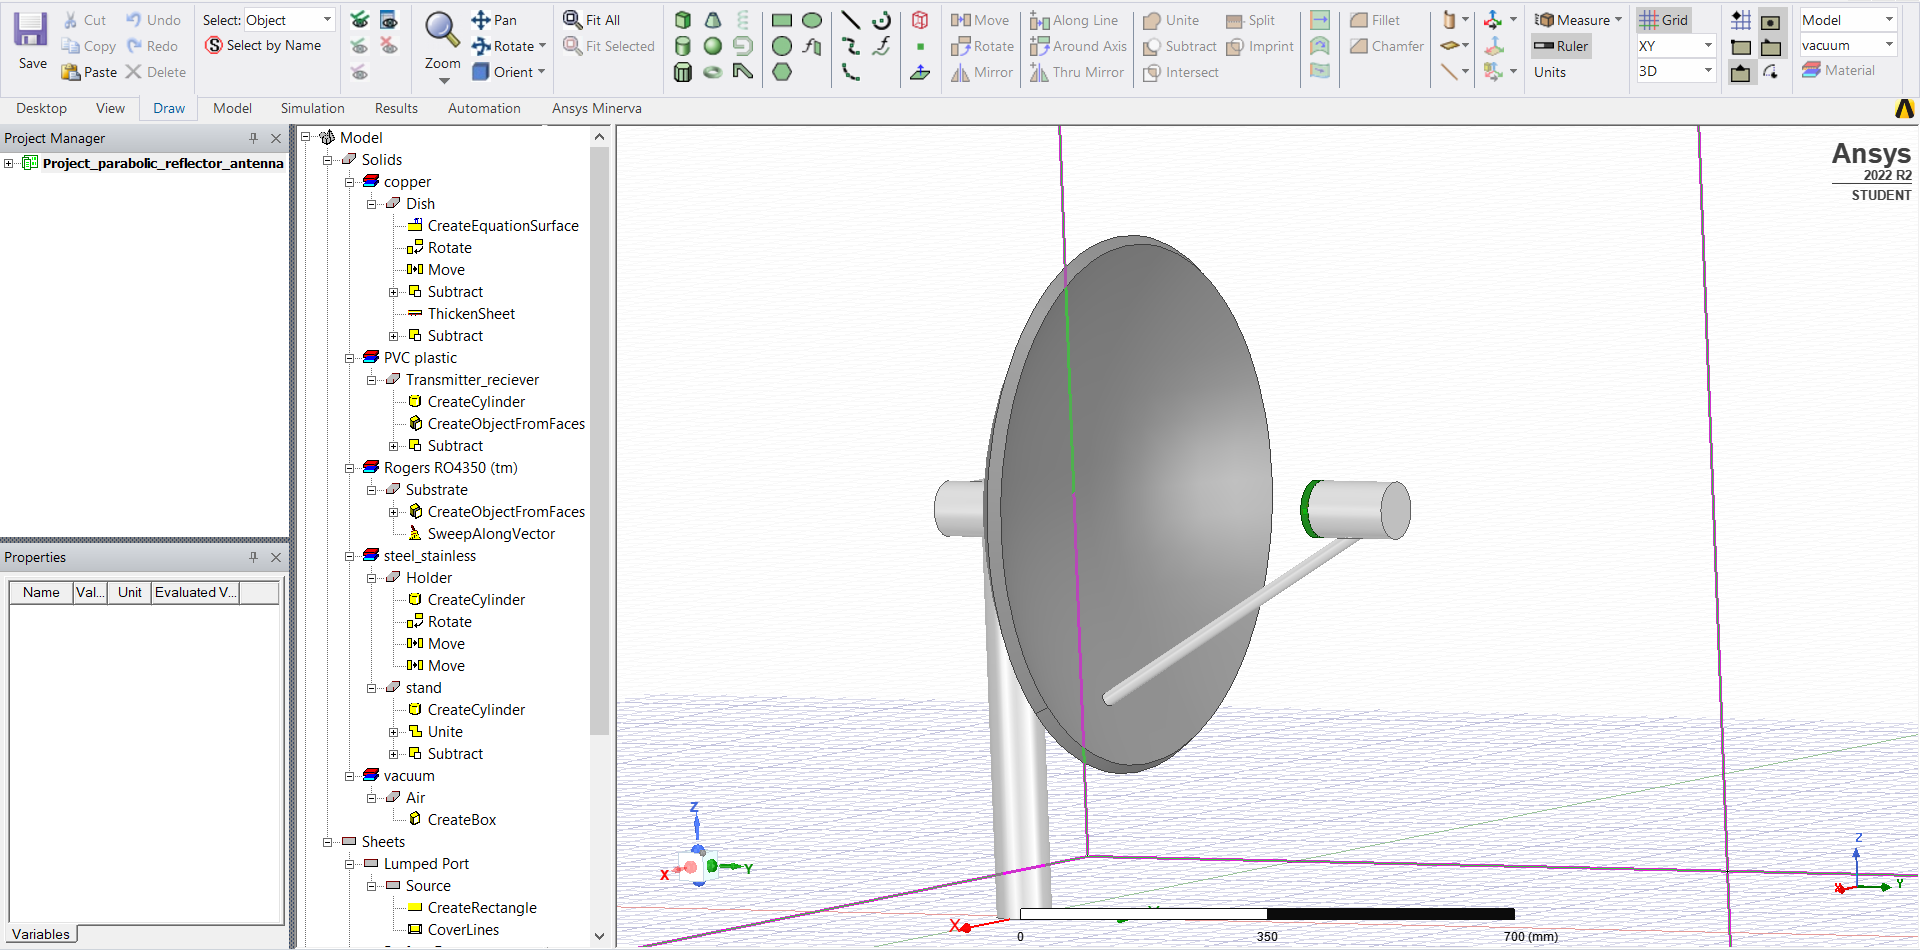 Save
Cut
Copy
Paste
Undo
Redo
Delete
Select: Object
Select by Name
Zoom
Pan
Rotate
Orient
Fit All
Fit Selected
Move
Rotate
Mirror
Along Line
Around Axis
Thru Mirror
Unite
Subtract
Intersect
Split
Imprint
Fillet
Chamfer
Measure
Ruler
Units
Grid
XY
3D
Model
vacuum
Material
Desktop
View
Draw
Model
Simulation
Results
Automation
Ansys Minerva
Project Manager
Project_parabolic_reflector_antenna
Properties
Name Val... Unit Evaluated V...
Variables
Model
Solids
copper
Dish
CreateEquationSurface
Rotate
Move
Subtract
ThickenSheet
Subtract
PVC plastic
Transmitter_reciever
CreateCylinder
CreateObjectFromFaces
Subtract
Rogers RO4350 (tm)
Substrate
CreateObjectFromFaces
SweepAlongVector
steel_stainless
Holder
CreateCylinder
Rotate
Move
Move
stand
CreateCylinder
Unite
Subtract
vacuum
Air
CreateBox
Sheets
Lumped Port
Source
CreateRectangle
CoverLines
Ansys
2022 R2
STUDENT
Z
X
Y
X
Z
Y
0 350 700 (mm)